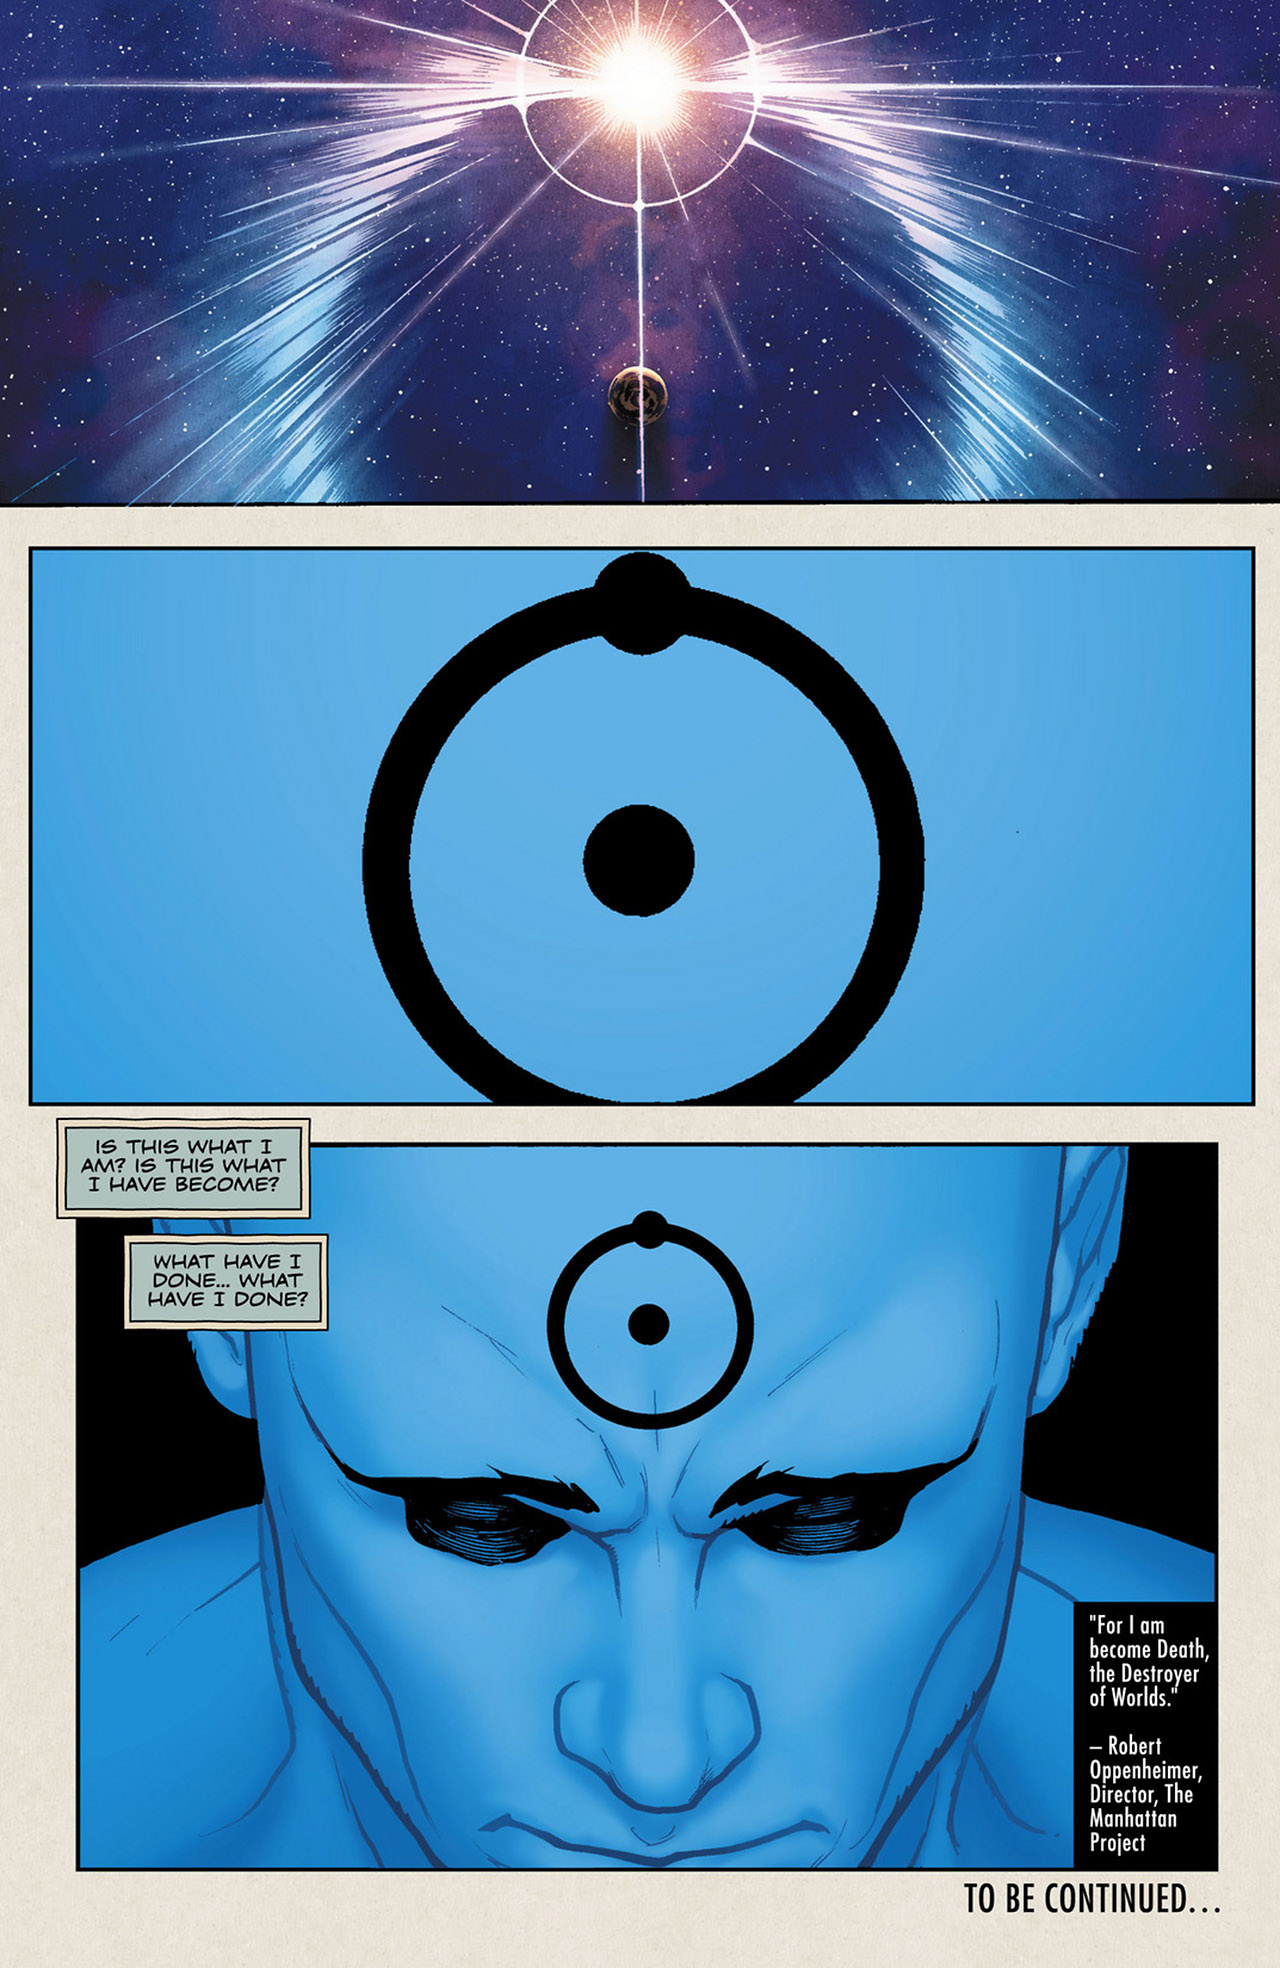 IS THIS WHAT I
AM? IS THIS WHAT
I HAVE BECOME?
WHAT HAVE I
DONE... WHAT
HAVE I DONE?
"For I am
become Death,
the Destroyer
of Worlds."
– Robert
Oppenheimer,
Director, The
Manhattan
Project
TO BE CONTINUED...